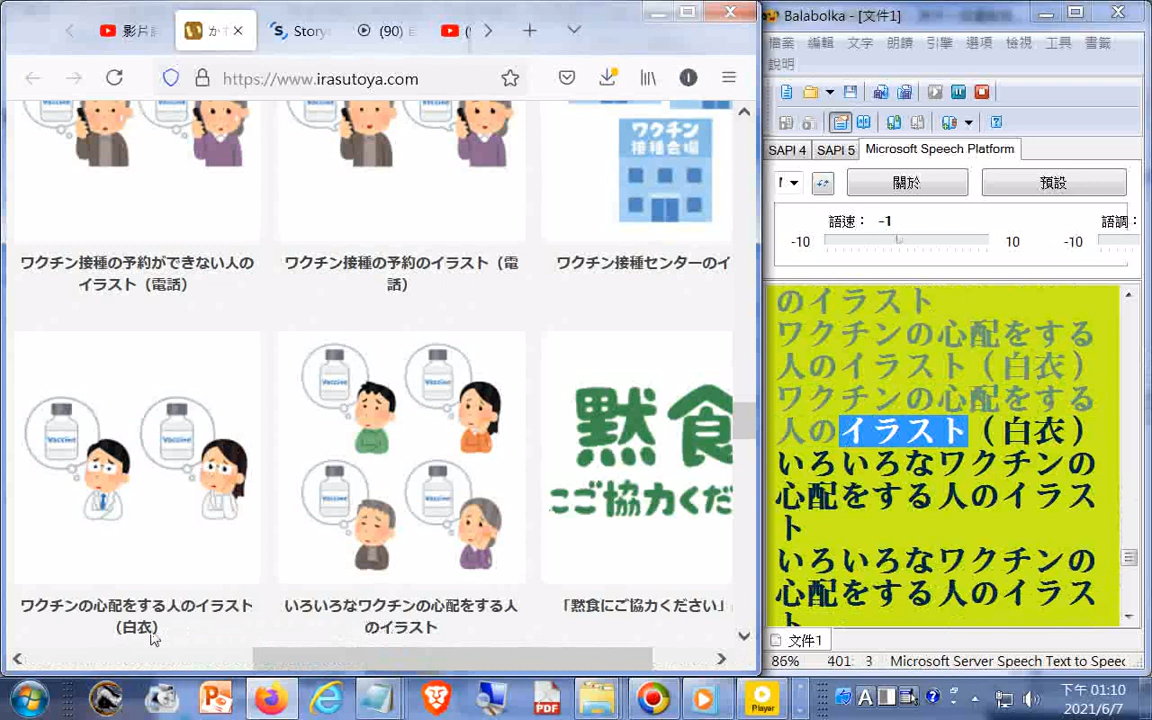 影片
か
Story
(90)
https://www.irasutoya.com
ワクチン
接種会場
ワクチン接種の予約ができない人の
イラスト（電話）
ワクチン接種の予約のイラスト（電
話）
ワクチン接種センターのイ
Vaccine
Vaccine
Vaccine
Vaccine
Vaccine
Vaccine
黙食
にご協力くだ
ワクチンの心配をする人のイラスト
（白衣）
いろいろなワクチンの心配をする人
のイラスト
「黙食にご協力ください」
Balabolka - [文件1]
檔案 編輯 文字 朗讀 引擎 選項 檢視 工具 書籤
說明
SAPI 4 SAPI 5 Microsoft Speech Platform
關於 預設
語速： -1 語調：
-10 10 -10
のイラスト
ワクチンの心配をする
人のイラスト（白衣）
ワクチンの心配をする
人のイラスト（白衣）
いろいろなワクチンの
心配をする人のイラス
ト
いろいろなワクチンの
心配をする人のイラス
ト
文件1
86% 401: 3 Microsoft Server Speech Text to Speec
PDF
Player
A
下午 01:10
2021/6/7